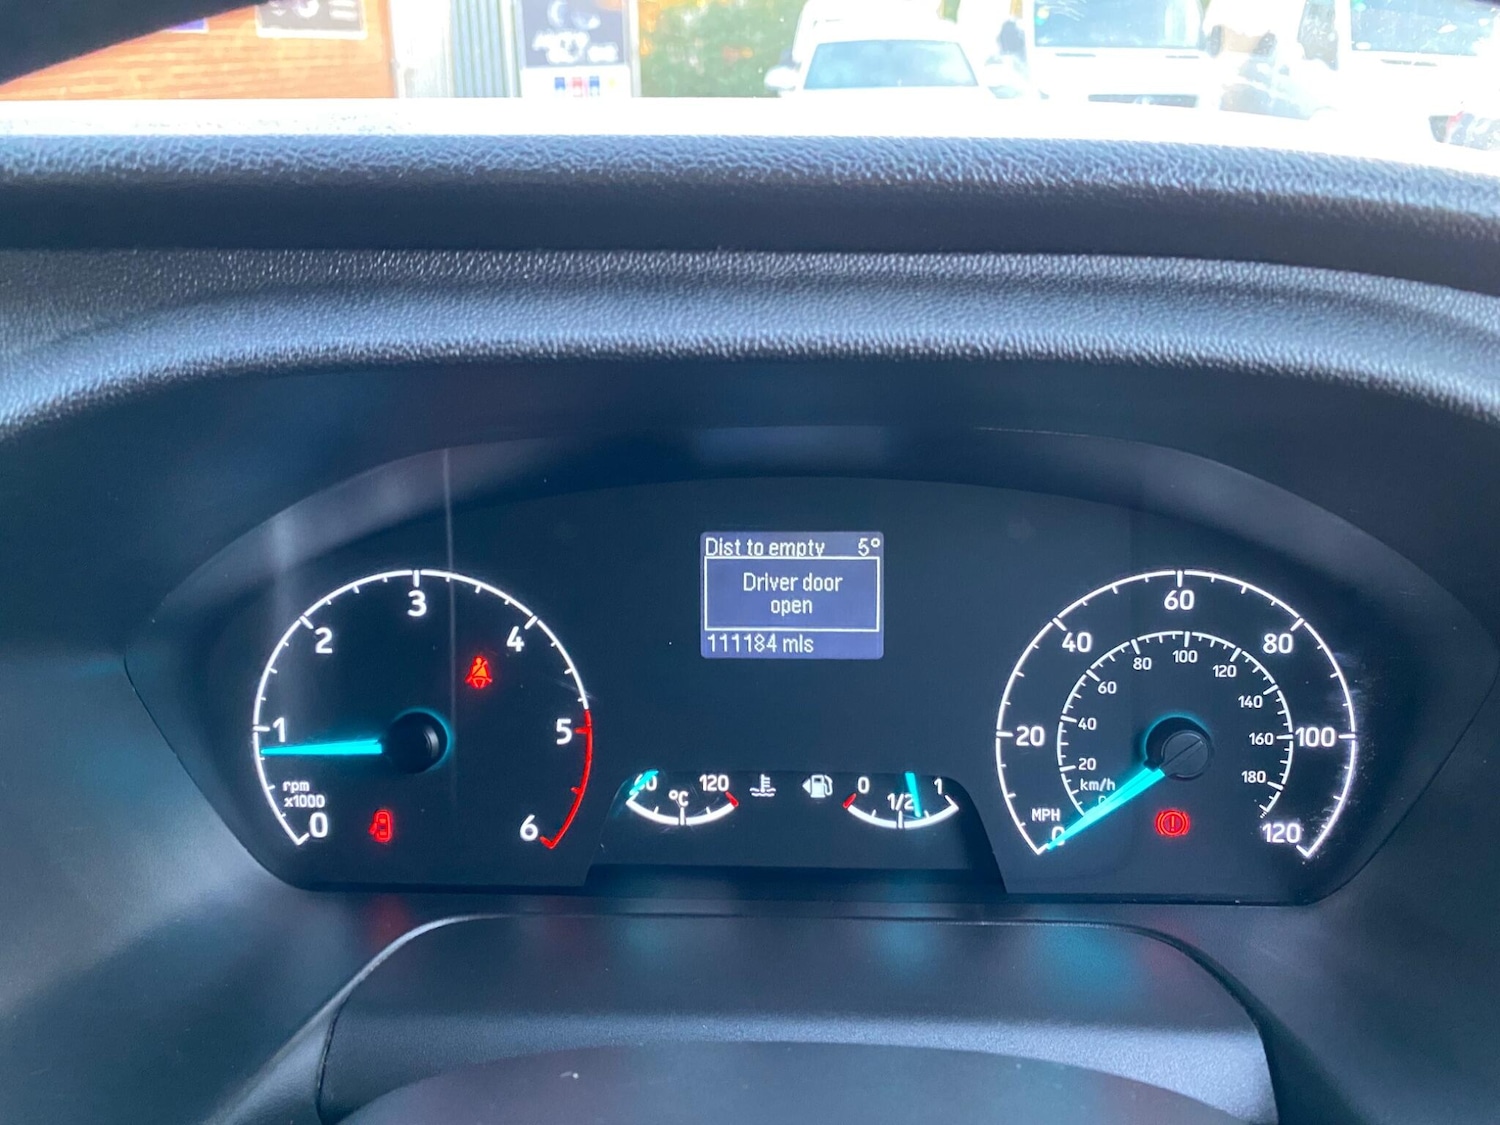 Dist to empty 5°
Driver door
open
111184 mls
0 1 2 3 4 5 6
rpm
x1000
120
°C
0 1/2 1
0 20 40 60 80 100 120
MPH
20 40 60 80 100 120 140 160 180
km/h